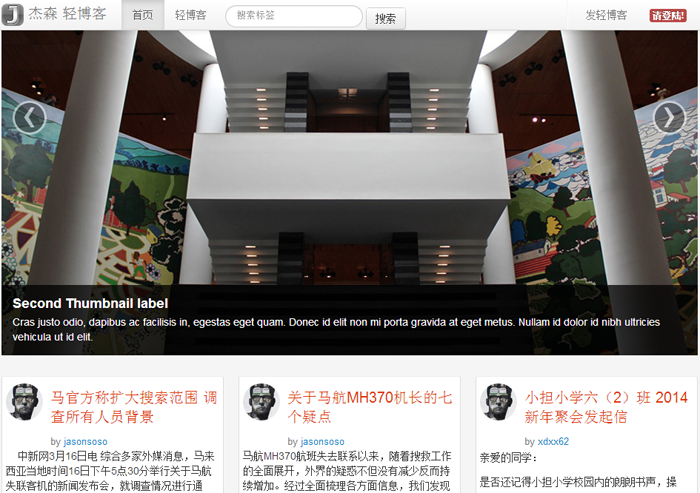 J 杰森 轻博客 首页 轻博客 搜索标签 搜索 发轻博客 请登陆!
Second Thumbnail label
Cras justo odio, dapibus ac facilisis in, egestas eget quam. Donec id elit non mi porta gravida at eget metus. Nullam id dolor id nibh ultricies
vehicula ut id elit.
马官方称扩大搜索范围 调
查所有人员背景
by jasonsoso
中新网3月16日电 综合多家外媒消息，马来
西亚当地时间16日下午5点30分举行关于马航
失联客机的新闻发布会，就调查情况进行通
关于马航MH370机长的七
个疑点
by jasonsoso
马航MH370航班失去联系以来，随着搜救工作
的全面展开，外界的疑惑不但没有减少反而持
续增加。经过全面梳理各方面信息，我们发现
小担小学六（2）班 2014
新年聚会发起信
by xdxx62
亲爱的同学：
是否还记得小担小学校园内的朗朗书声，操